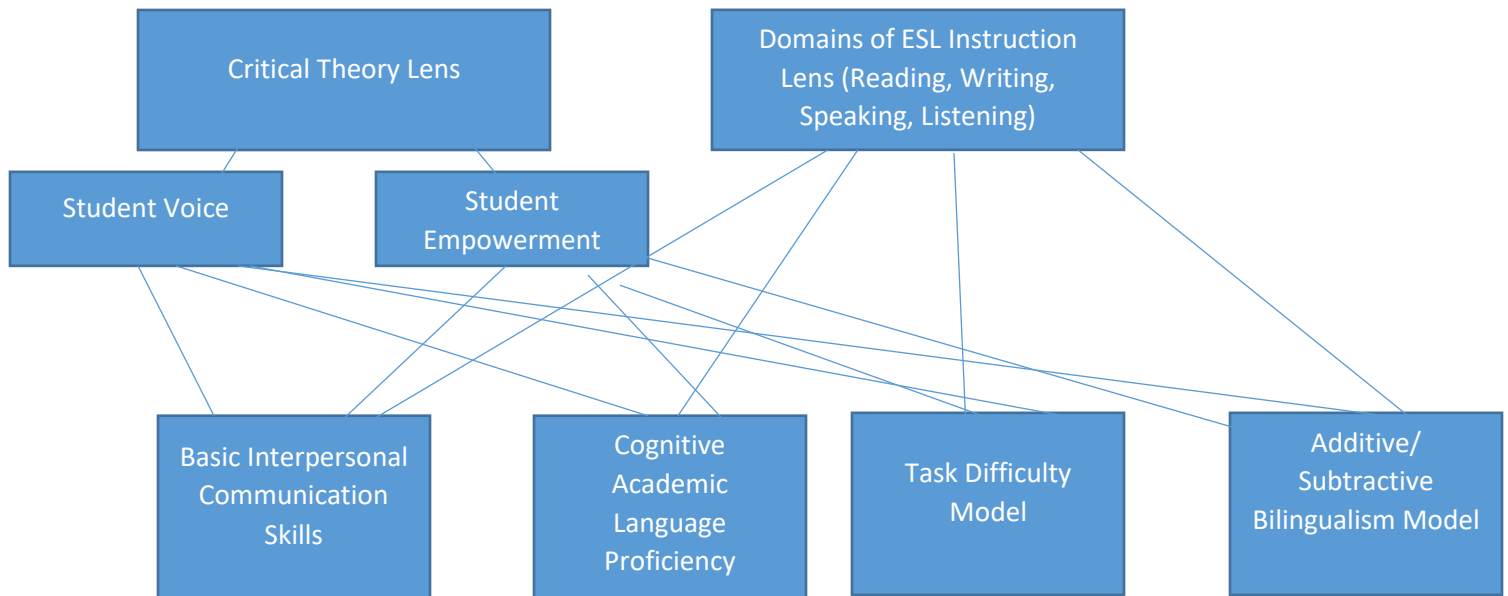 Critical Theory Lens
Domains of ESL Instruction
Lens (Reading, Writing,
Speaking, Listening)
Student Voice
Student
Empowerment
Basic Interpersonal
Communication
Skills
Cognitive
Academic
Language
Proficiency
Task Difficulty
Model
Additive/
Subtractive
Bilingualism Model